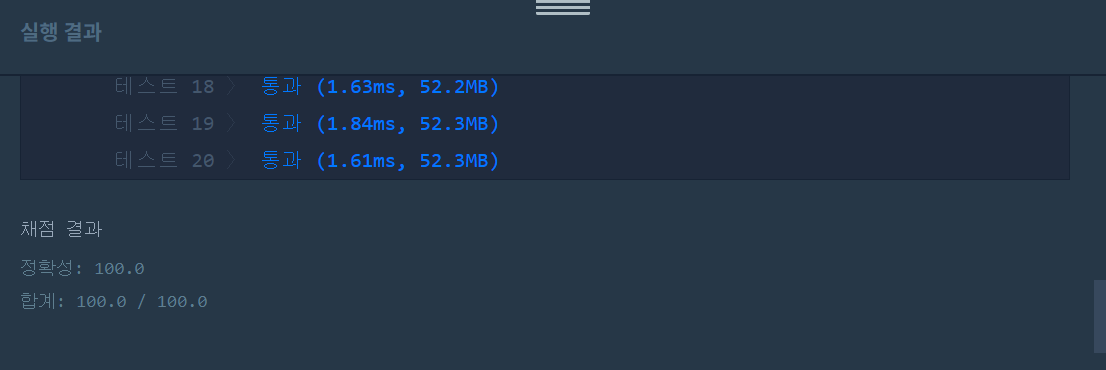 실행 결과
테스트 18 〉 통과 (1.63ms, 52.2MB)
테스트 19 〉 통과 (1.84ms, 52.3MB)
테스트 20 〉 통과 (1.61ms, 52.3MB)
채점 결과
정확성: 100.0
합계: 100.0 / 100.0